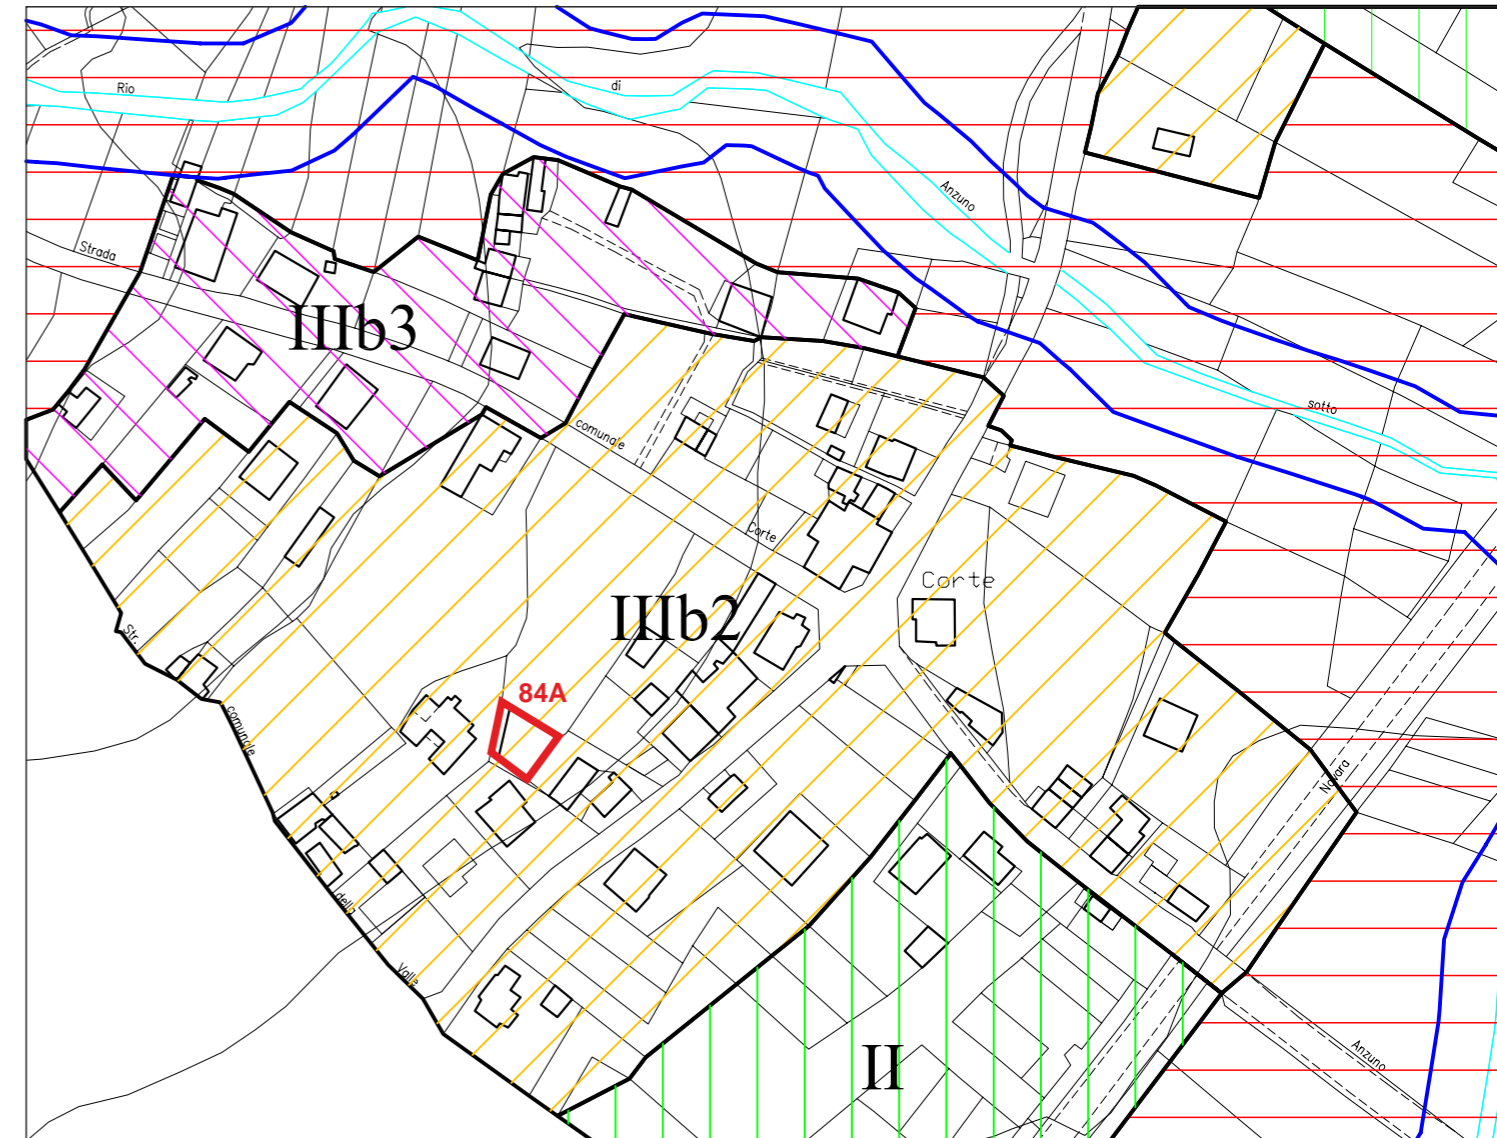 Rio
di
Anzuno
Strada
IIIb3
sotto
comunale
Corte
Corte
IIIb2
Str.
84A
comunale
Novara
della
Valle
II
Anzuno